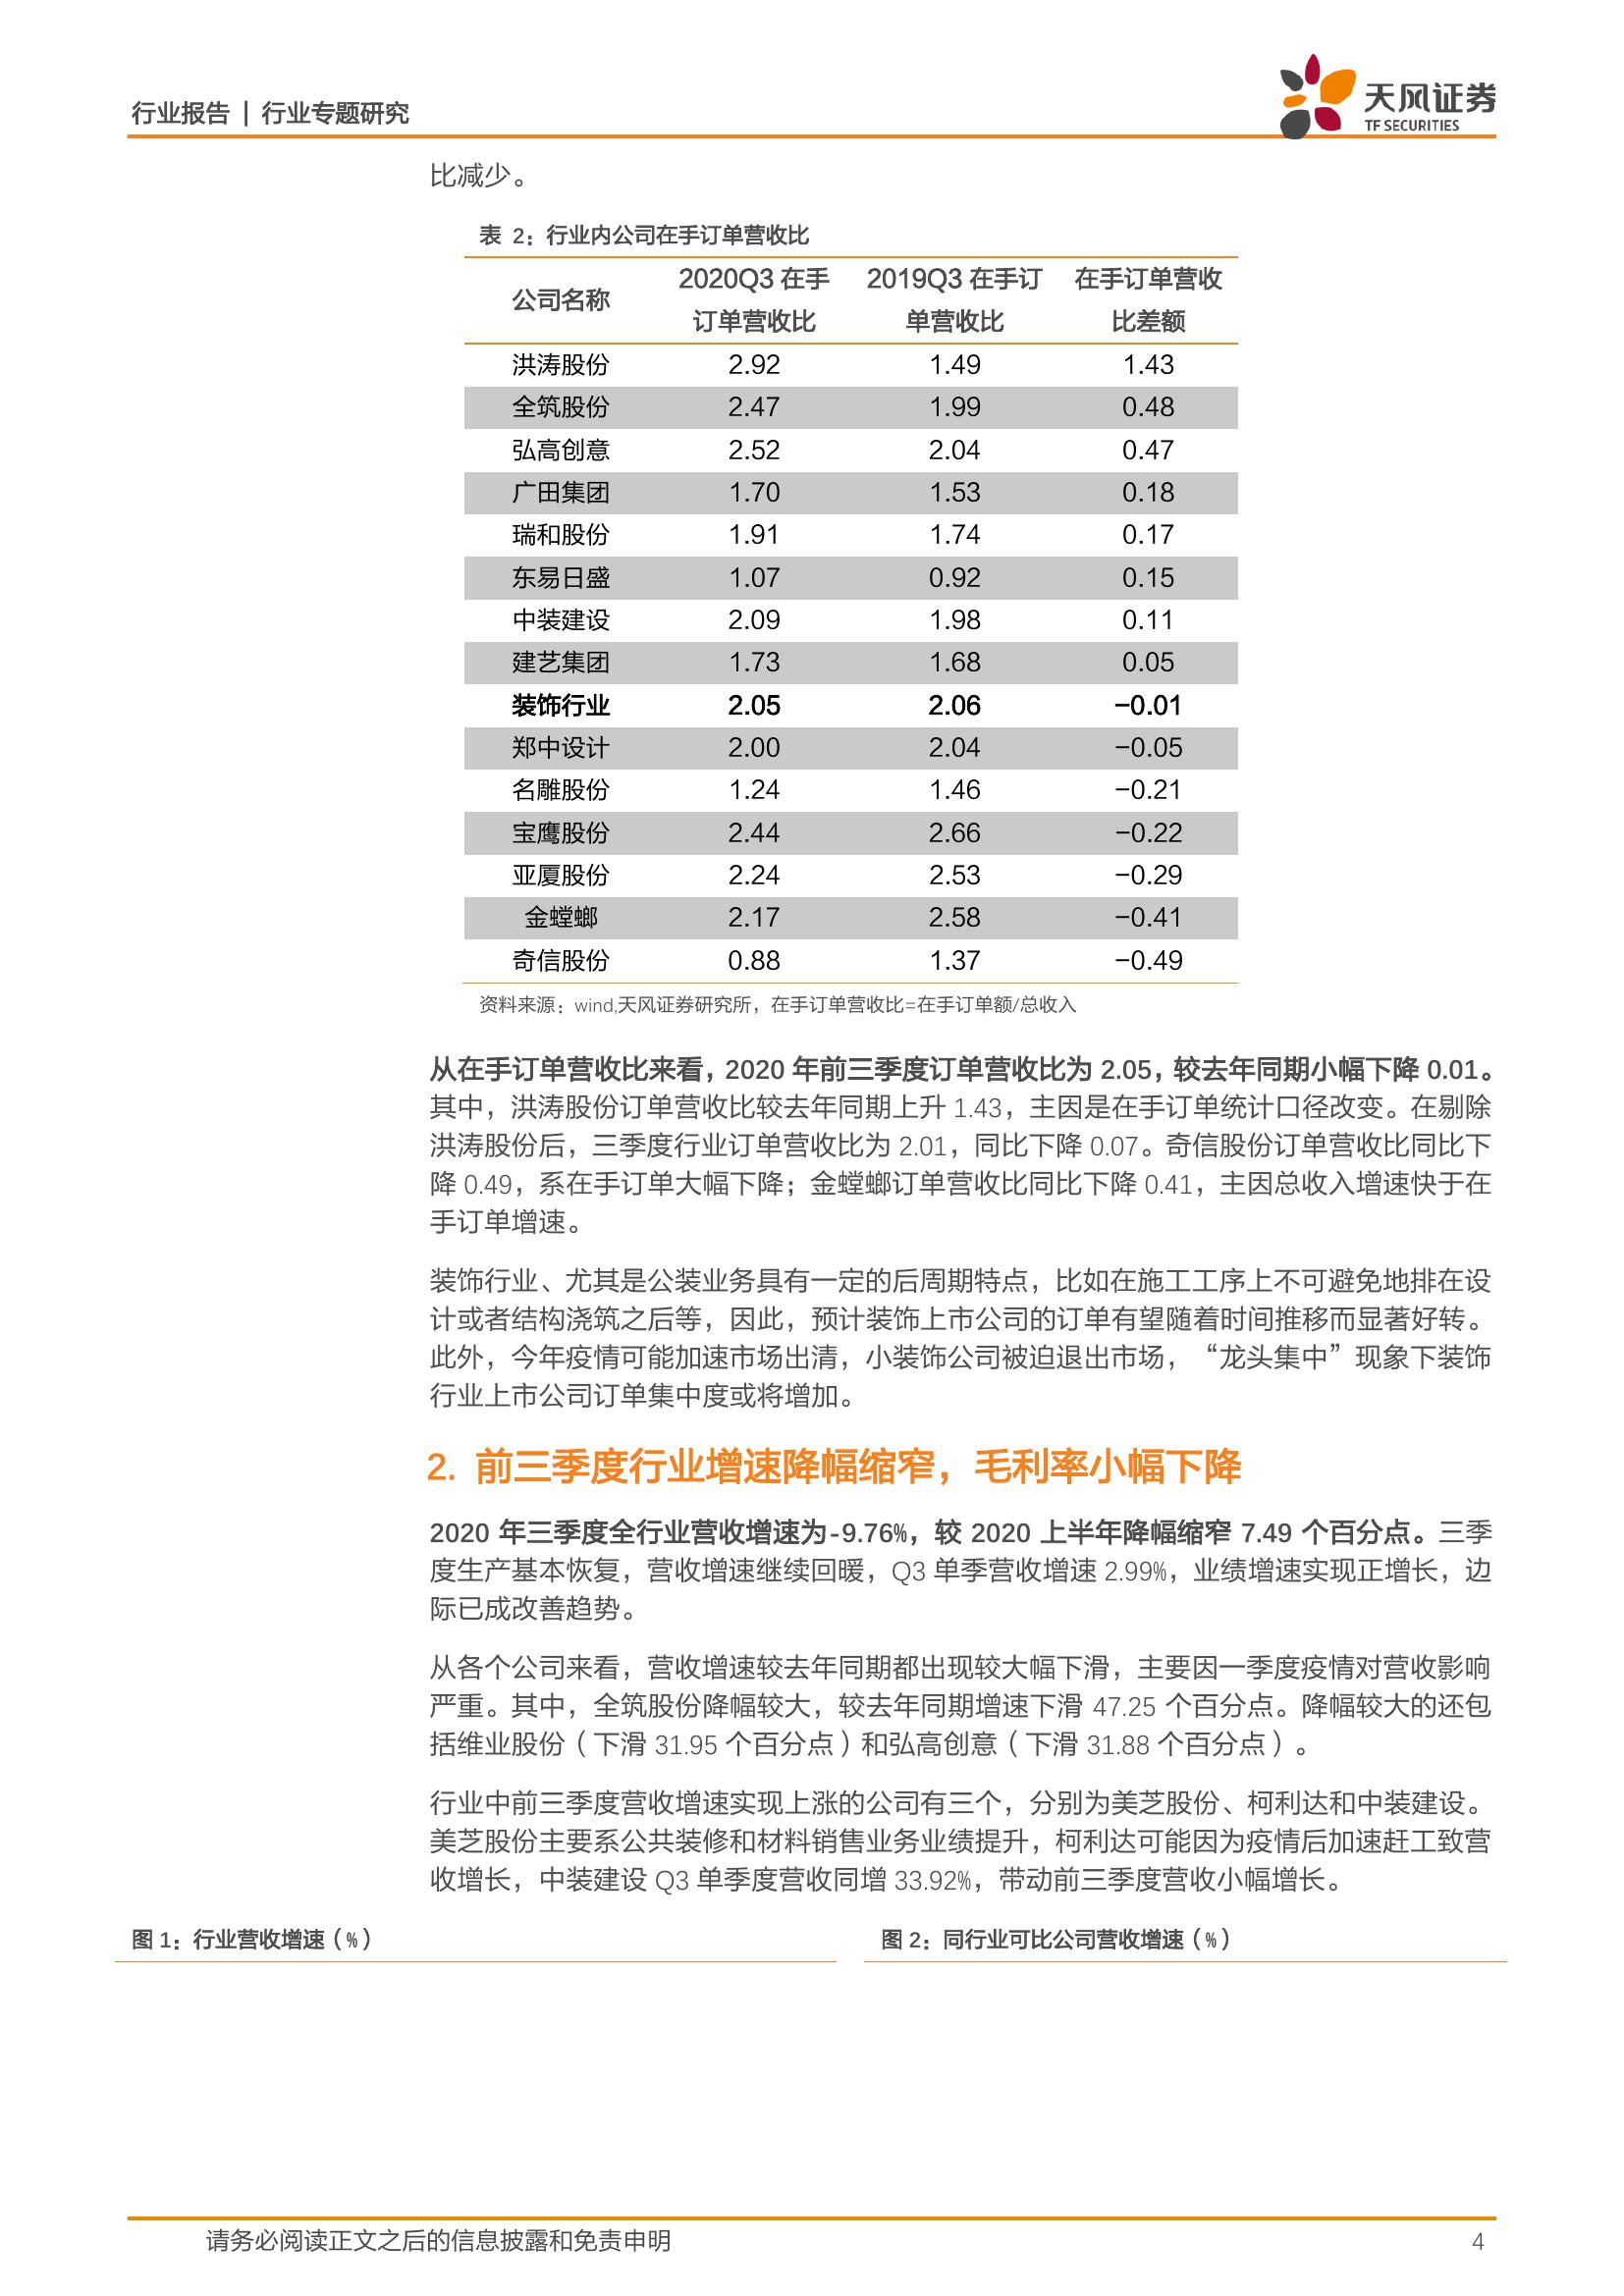 行业报告 | 行业专题研究
天风证券
TF SECURITIES
比减少。
表 2：行业内公司在手订单营收比
公司名称 2020Q3 在手订单营收比 2019Q3 在手订单营收比 在手订单营收比差额
洪涛股份 2.92 1.49 1.43
全筑股份 2.47 1.99 0.48
弘高创意 2.52 2.04 0.47
广田集团 1.70 1.53 0.18
瑞和股份 1.91 1.74 0.17
东易日盛 1.07 0.92 0.15
中装建设 2.09 1.98 0.11
建艺集团 1.73 1.68 0.05
装饰行业 2.05 2.06 −0.01
郑中设计 2.00 2.04 −0.05
名雕股份 1.24 1.46 −0.21
宝鹰股份 2.44 2.66 −0.22
亚厦股份 2.24 2.53 −0.29
金螳螂 2.17 2.58 −0.41
奇信股份 0.88 1.37 −0.49
资料来源：wind,天风证券研究所，在手订单营收比=在手订单额/总收入
从在手订单营收比来看，2020 年前三季度订单营收比为 2.05，较去年同期小幅下降 0.01。
其中，洪涛股份订单营收比较去年同期上升 1.43，主因是在手订单统计口径改变。在剔除
洪涛股份后，三季度行业订单营收比为 2.01，同比下降 0.07。奇信股份订单营收比同比下
降 0.49，系在手订单大幅下降；金螳螂订单营收比同比下降 0.41，主因总收入增速快于在
手订单增速。
装饰行业、尤其是公装业务具有一定的后周期特点，比如在施工工序上不可避免地排在设
计或者结构浇筑之后等，因此，预计装饰上市公司的订单有望随着时间推移而显著好转。
此外，今年疫情可能加速市场出清，小装饰公司被迫退出市场，“龙头集中”现象下装饰
行业上市公司订单集中度或将增加。
2. 前三季度行业增速降幅缩窄，毛利率小幅下降
2020 年三季度全行业营收增速为-9.76%，较 2020 上半年降幅缩窄 7.49 个百分点。三季
度生产基本恢复，营收增速继续回暖，Q3 单季营收增速 2.99%，业绩增速实现正增长，边
际已成改善趋势。
从各个公司来看，营收增速较去年同期都出现较大幅下滑，主要因一季度疫情对营收影响
严重。其中，全筑股份降幅较大，较去年同期增速下滑 47.25 个百分点。降幅较大的还包
括维业股份（下滑 31.95 个百分点）和弘高创意（下滑 31.88 个百分点）。
行业中前三季度营收增速实现上涨的公司有三个，分别为美芝股份、柯利达和中装建设。
美芝股份主要系公共装修和材料销售业务业绩提升，柯利达可能因为疫情后加速赶工致营
收增长，中装建设 Q3 单季度营收同增 33.92%，带动前三季度营收小幅增长。
图 1：行业营收增速（%）
图 2：同行业可比公司营收增速（%）
请务必阅读正文之后的信息披露和免责申明
4